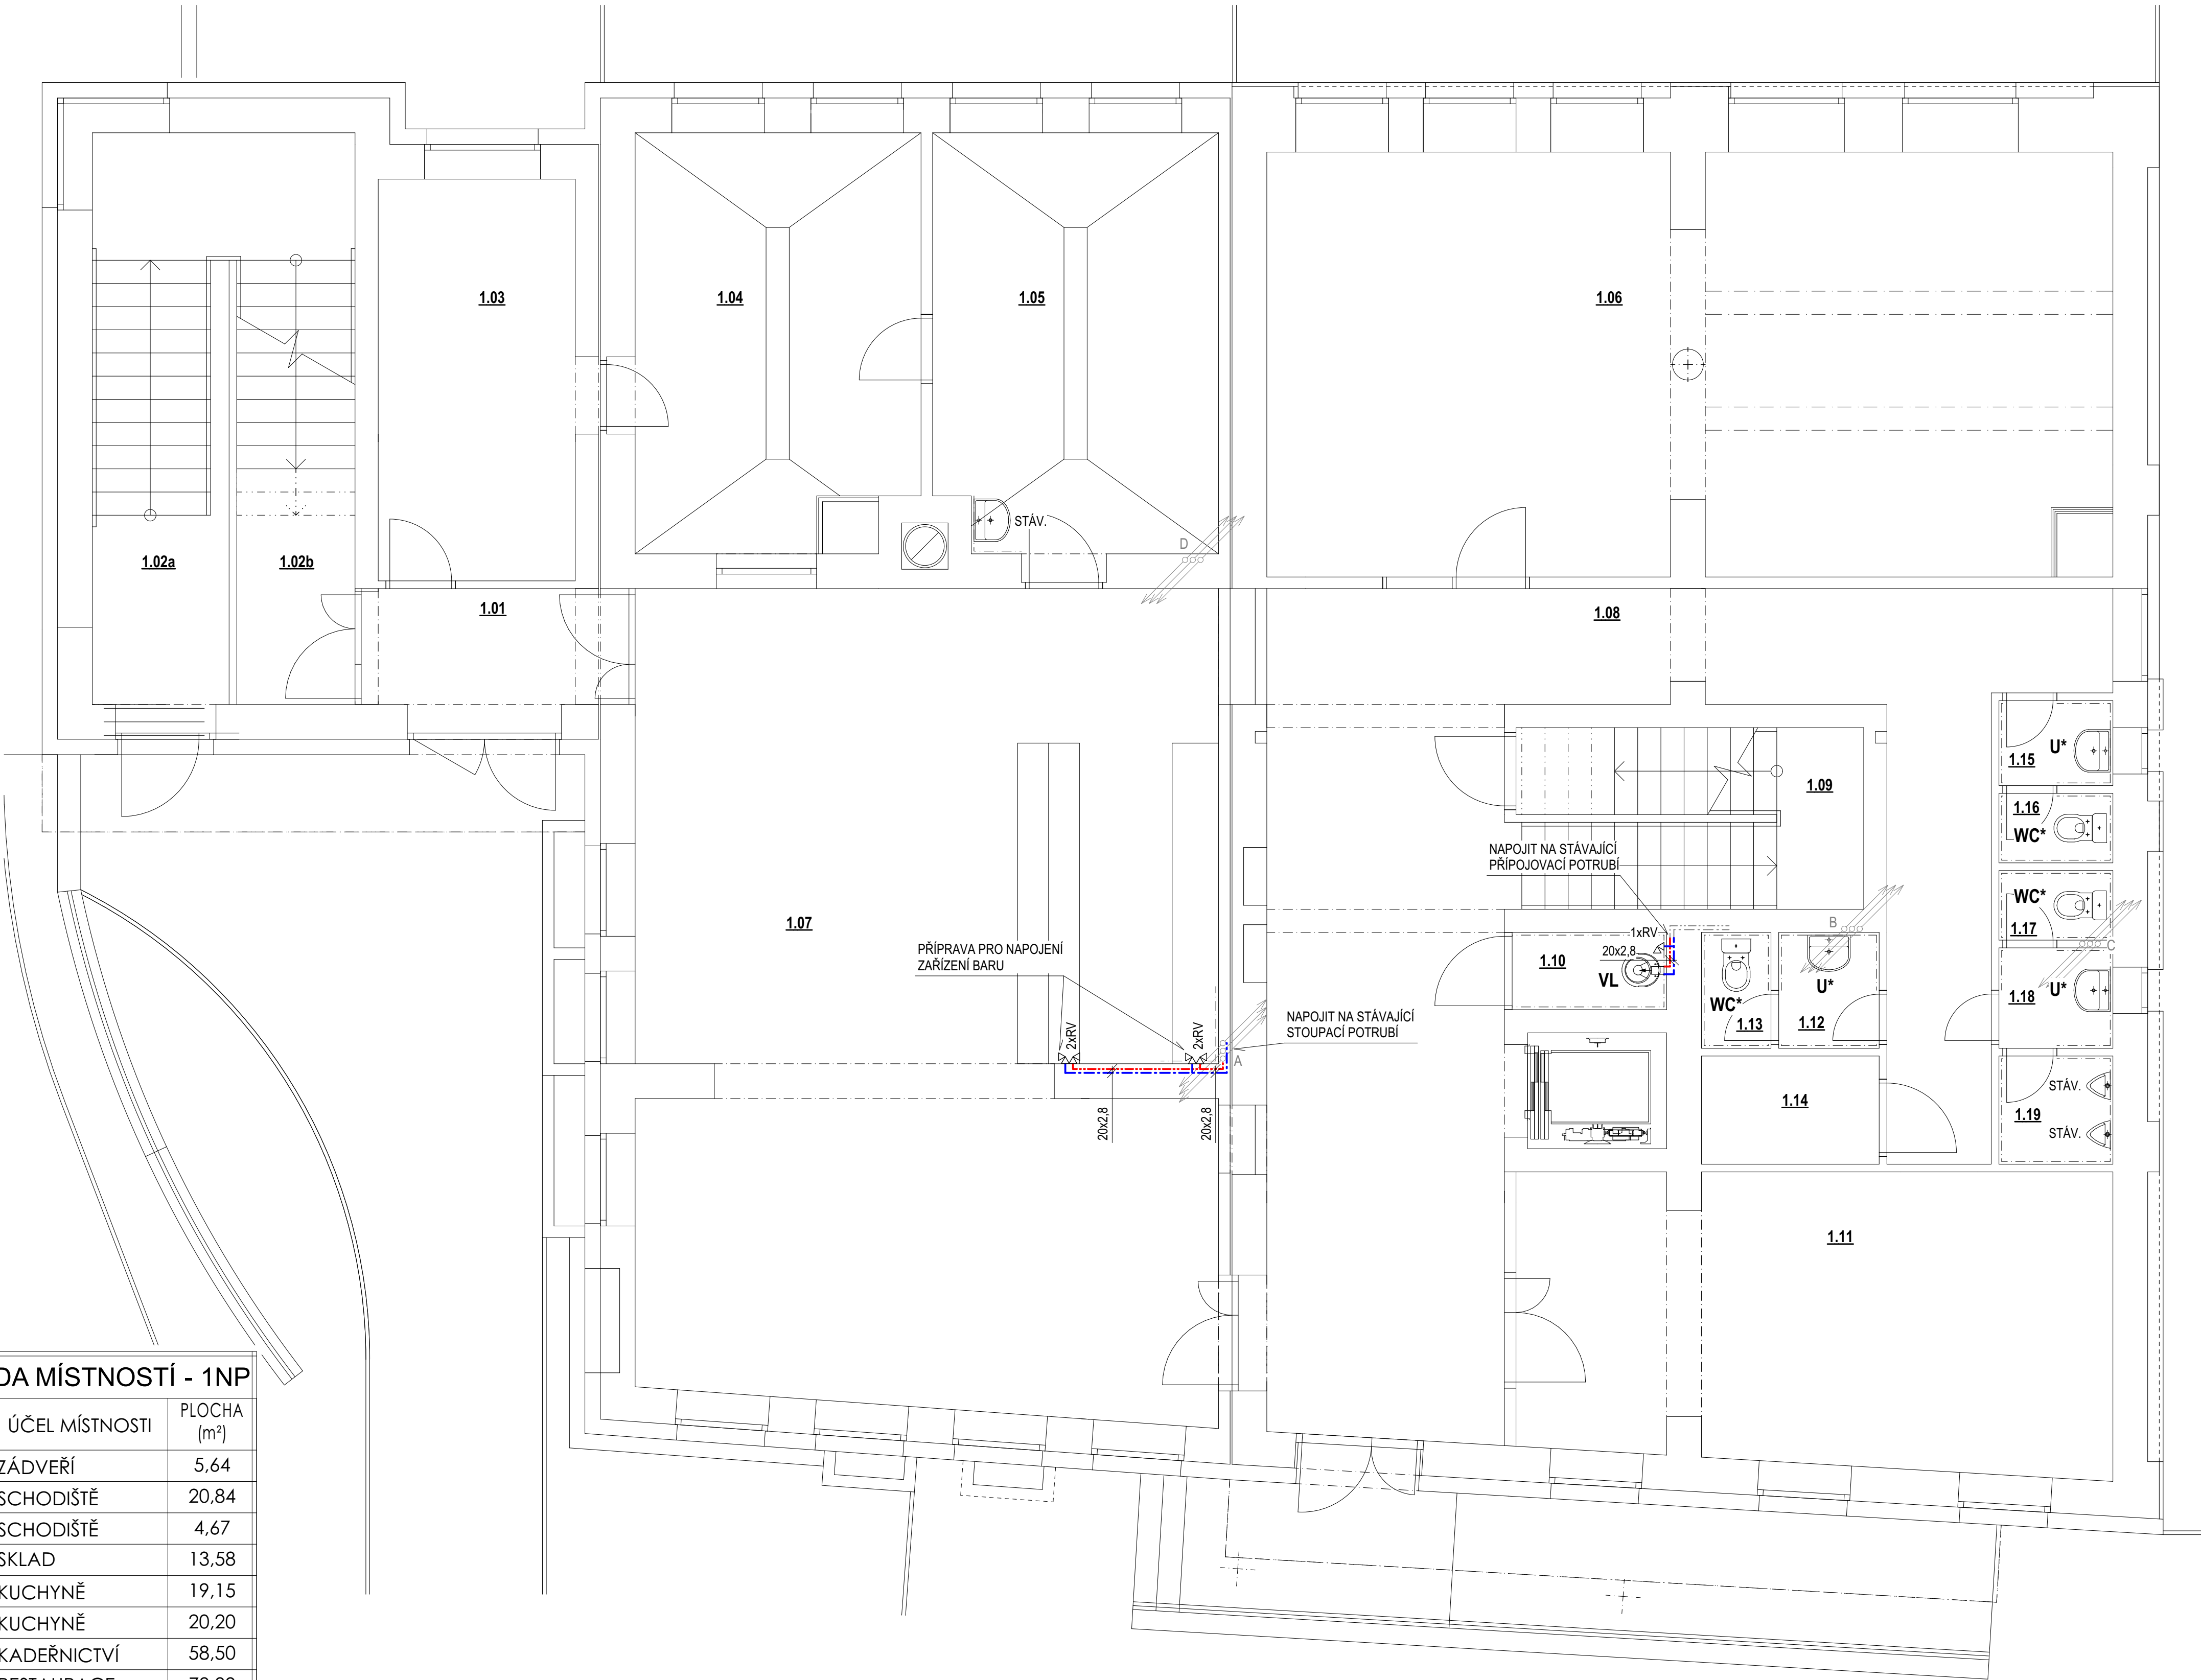 1.03
1.04
1.05
1.06
STÁV.
D
1.02a
1.02b
1.01
1.08
1.15
U*
1.09
1.16
WC*
NAPOJIT NA STÁVAJÍCÍ
PŘÍPOJOVACÍ POTRUBÍ
WC*
1.17
1.07
B
C
PŘÍPRAVA PRO NAPOJENÍ
ZAŘÍZENÍ BARU
1xRV
20x2,8
1.10
VL
WC*
1.13
U*
1.12
1.18
U*
NAPOJIT NA STÁVAJÍCÍ
STOUPACÍ POTRUBÍ
2xRV
2xRV
A
20x2,8
20x2,8
STÁV.
1.14
1.19
STÁV.
1.11
DA MÍSTNOSTÍ - 1NP
ÚČEL MÍSTNOSTI
PLOCHA
(m²)
ZÁDVEŘÍ 5,64
SCHODIŠTĚ 20,84
SCHODIŠTĚ 4,67
SKLAD 13,58
KUCHYNĚ 19,15
KUCHYNĚ 20,20
KADEŘNICTVÍ 58,50